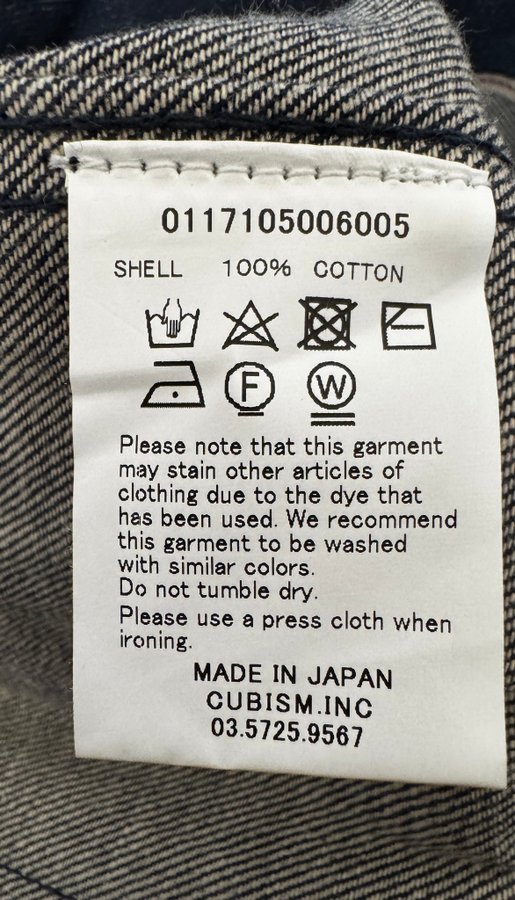 0117105006005
SHELL 100% COTTON
F W
Please note that this garment
may stain other articles of
clothing due to the dye that
has been used. We recommend
this garment to be washed
with similar colors.
Do not tumble dry.
Please use a press cloth when
ironing.
MADE IN JAPAN
CUBISM.INC
03.5725.9567